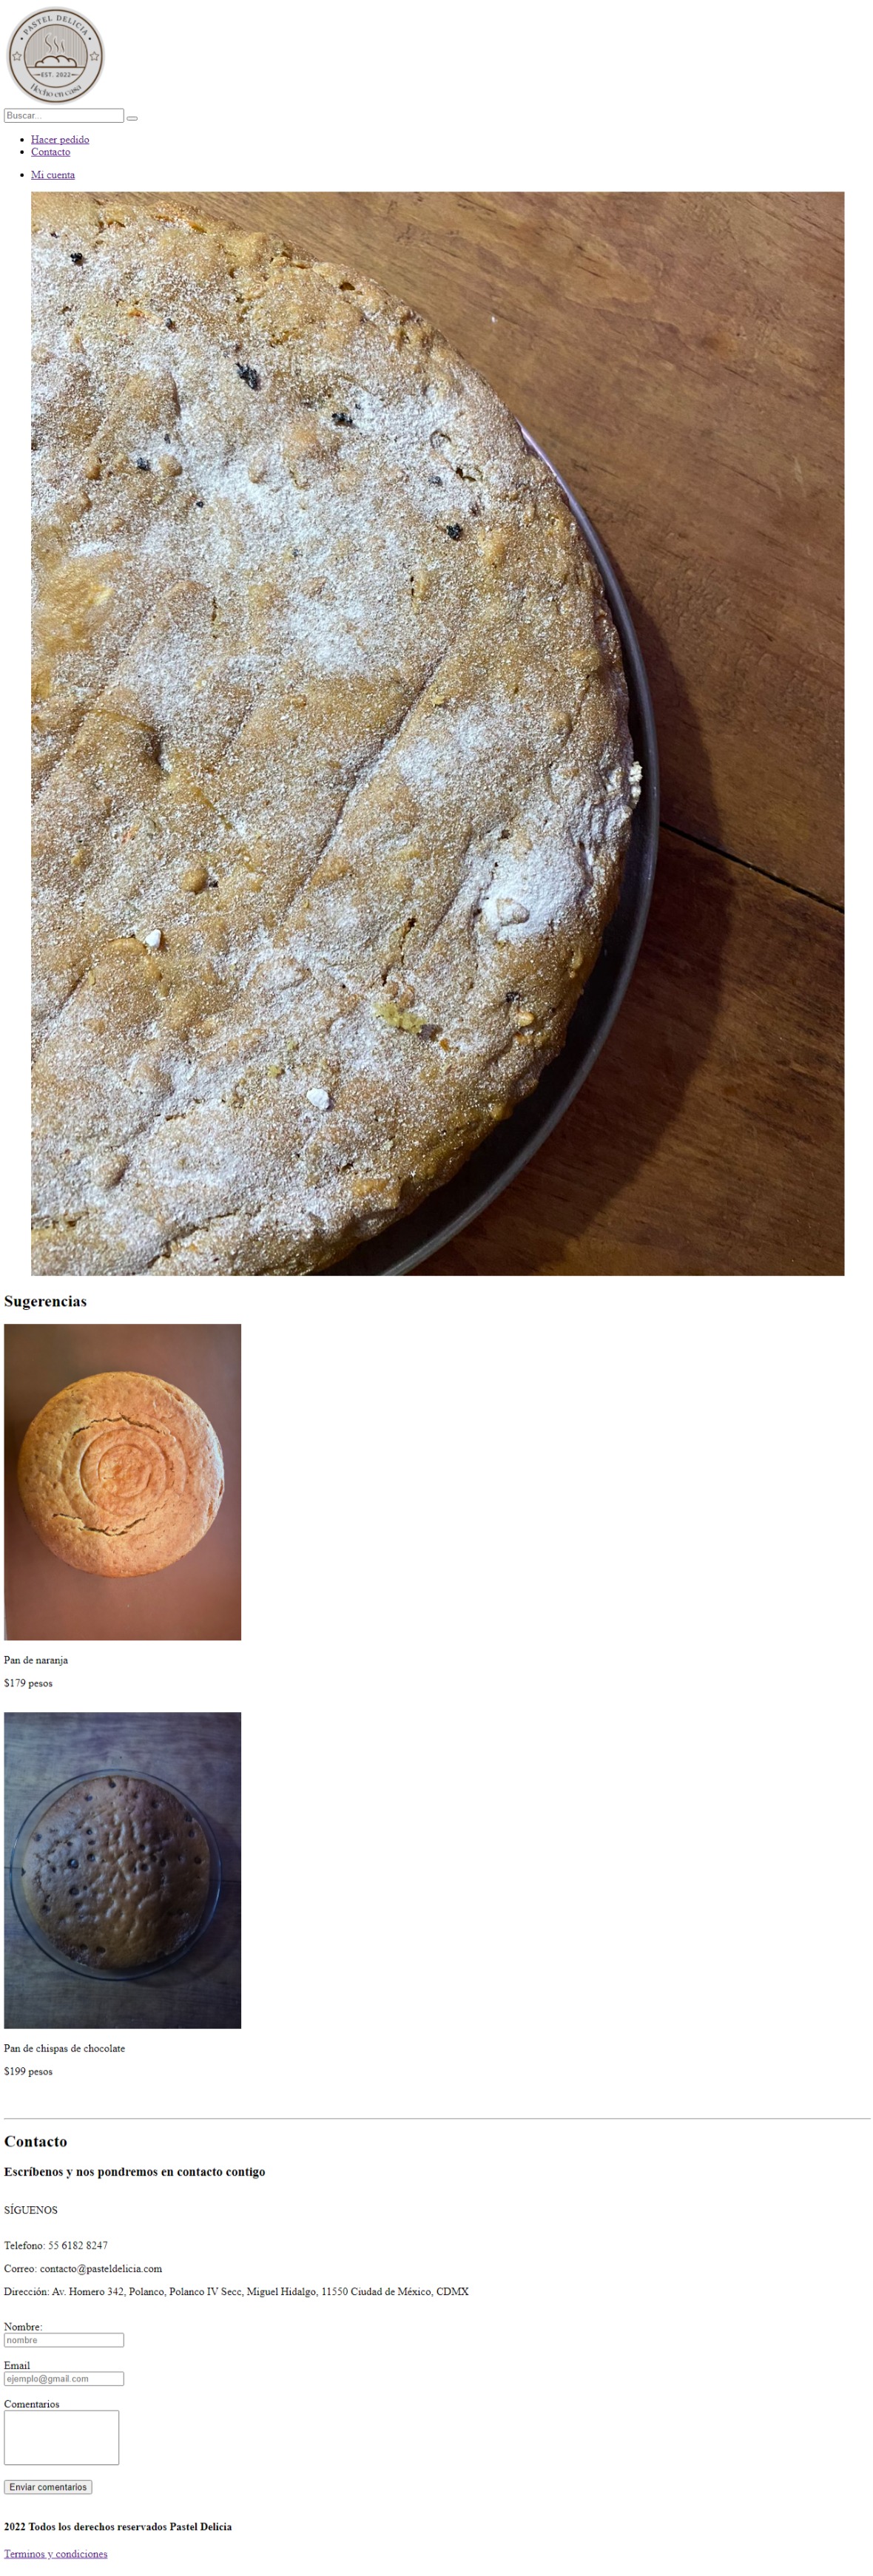 PASTEL DELICIA
EST. 2022
Hecho en casa
Buscar...
Hacer pedido
Contacto
Mi cuenta
Sugerencias
Pan de naranja
$179 pesos
Pan de chispas de chocolate
$199 pesos
Contacto
Escríbenos y nos pondremos en contacto contigo
SÍGUENOS
Telefono: 55 6182 8247
Correo: contacto@pasteldelicia.com
Dirección: Av. Homero 342, Polanco, Polanco IV Secc, Miguel Hidalgo, 11550 Ciudad de México, CDMX
Nombre:
nombre
Email
ejemplo@gmail.com
Comentarios
Enviar comentarios
2022 Todos los derechos reservados Pastel Delicia
Terminos y condiciones